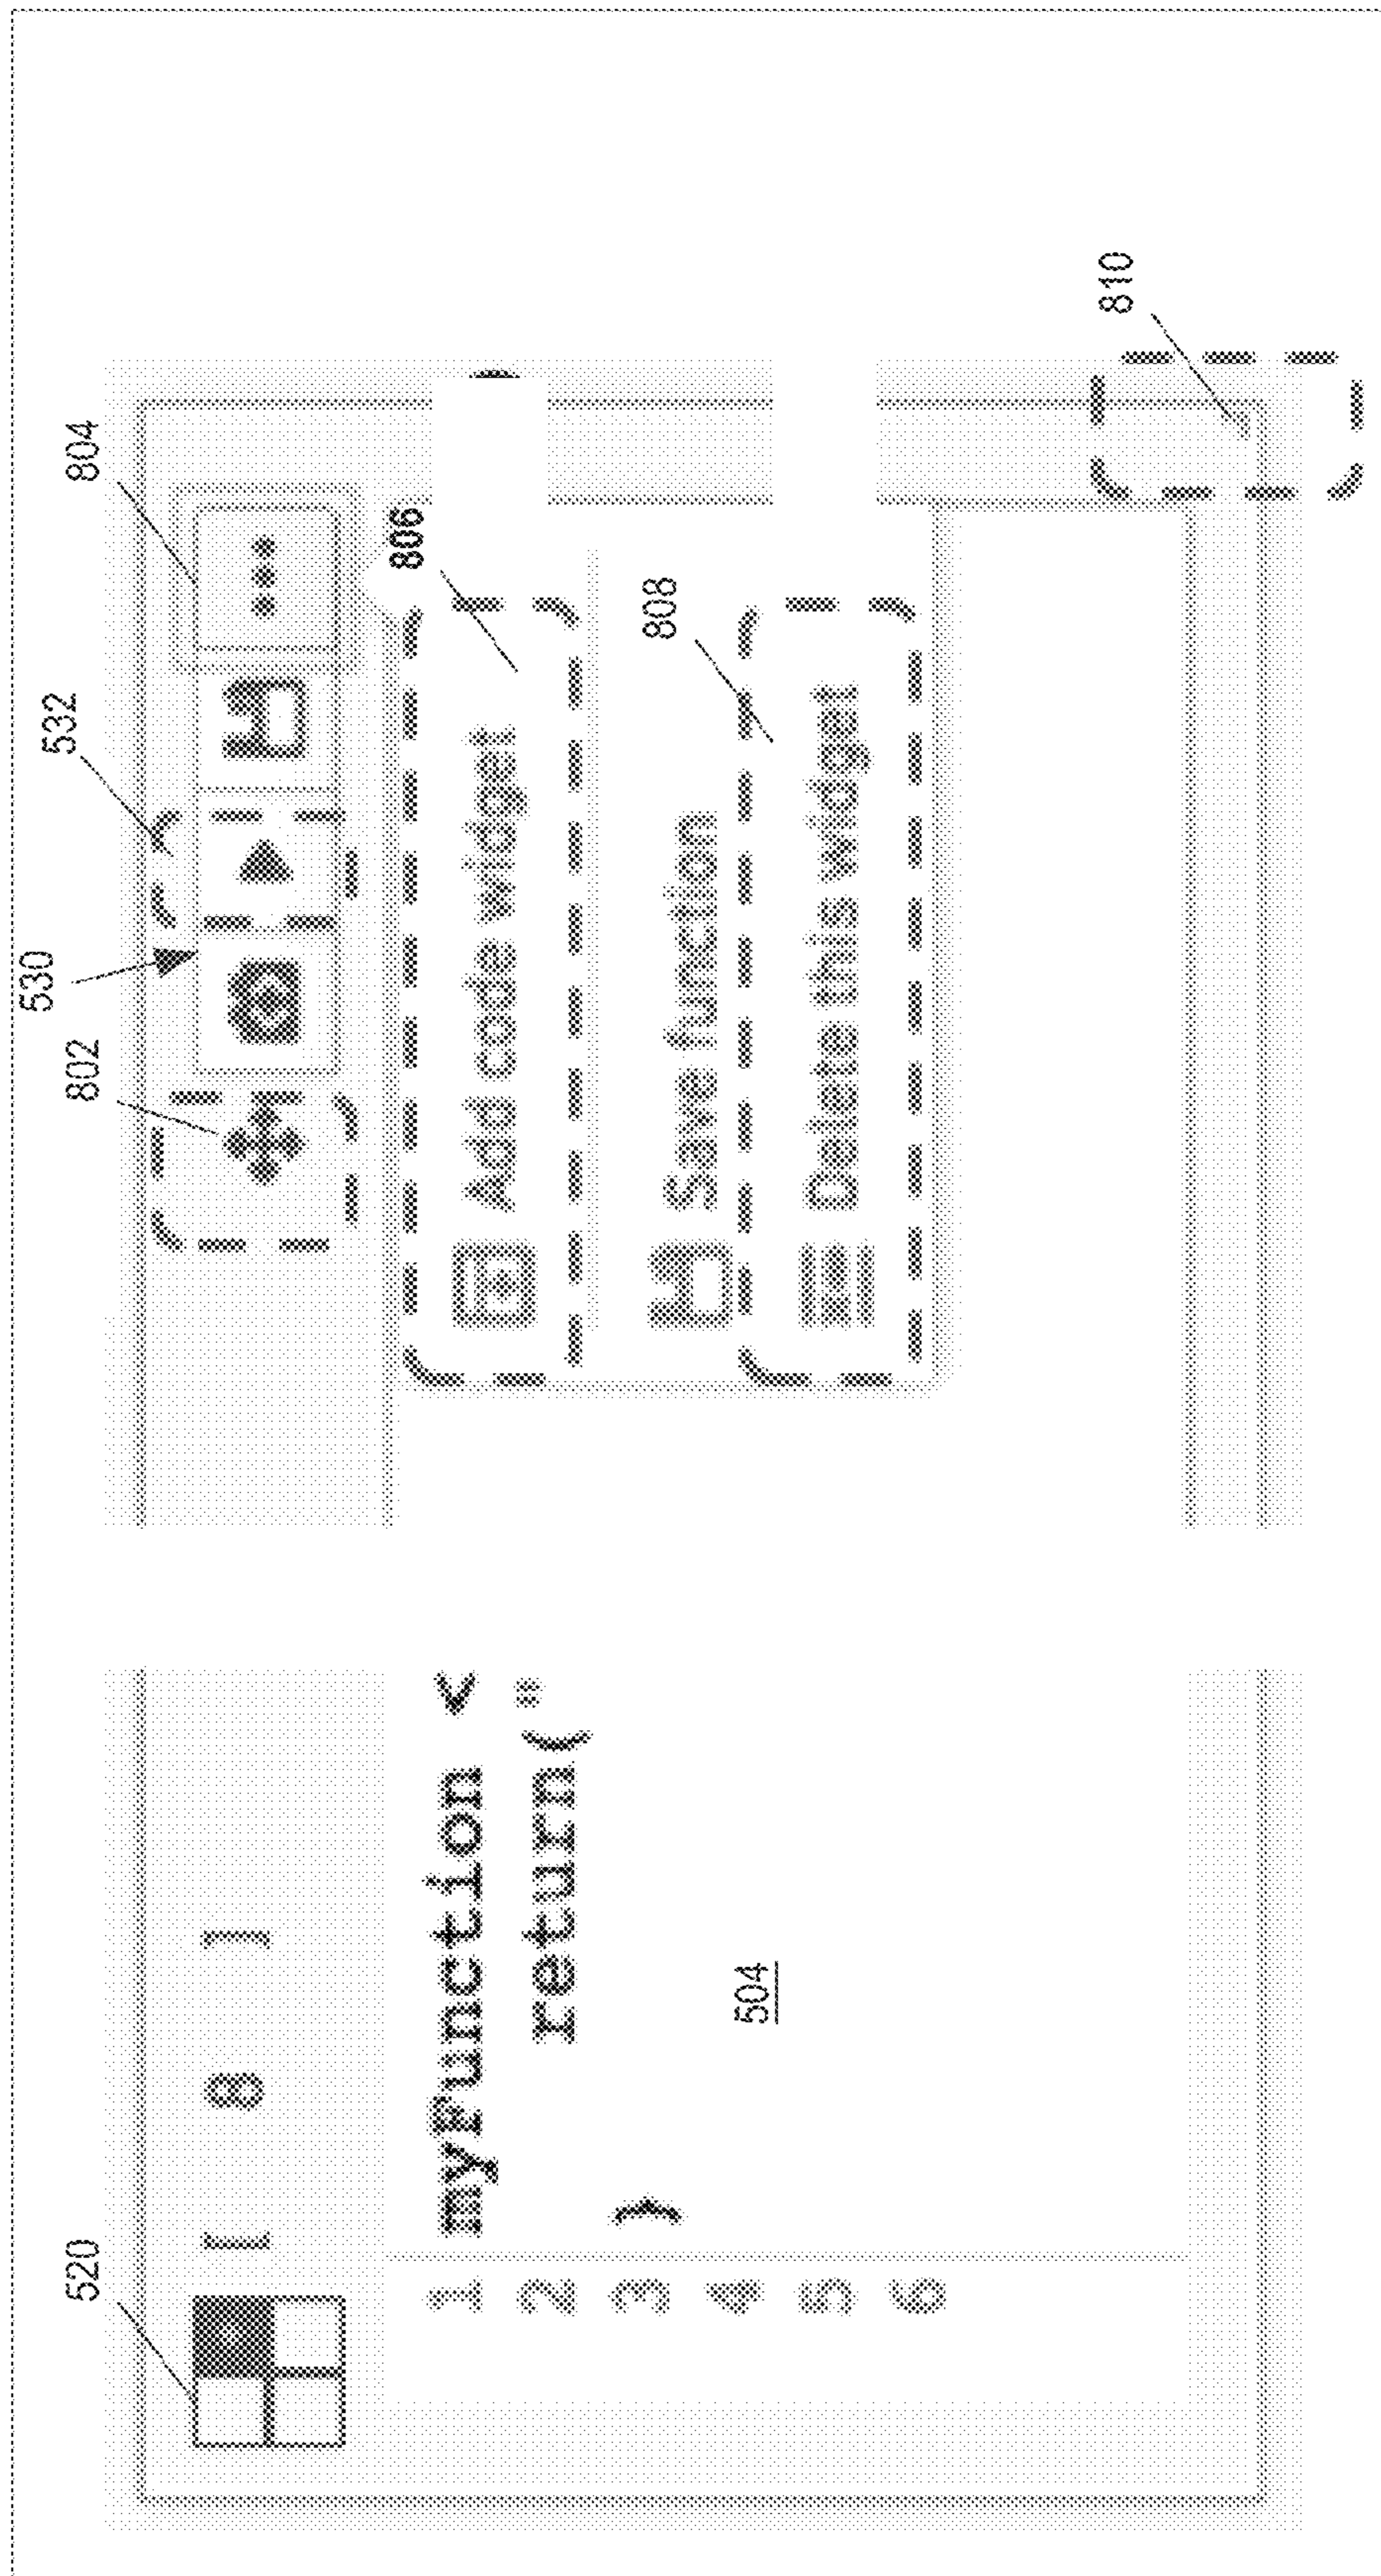 530
532
520
802
804
[ 8 ]
806
1 myFunction <
2 return("
3 }
4
5
6
504
Add code widget
Save function
808
Delete this widget
810